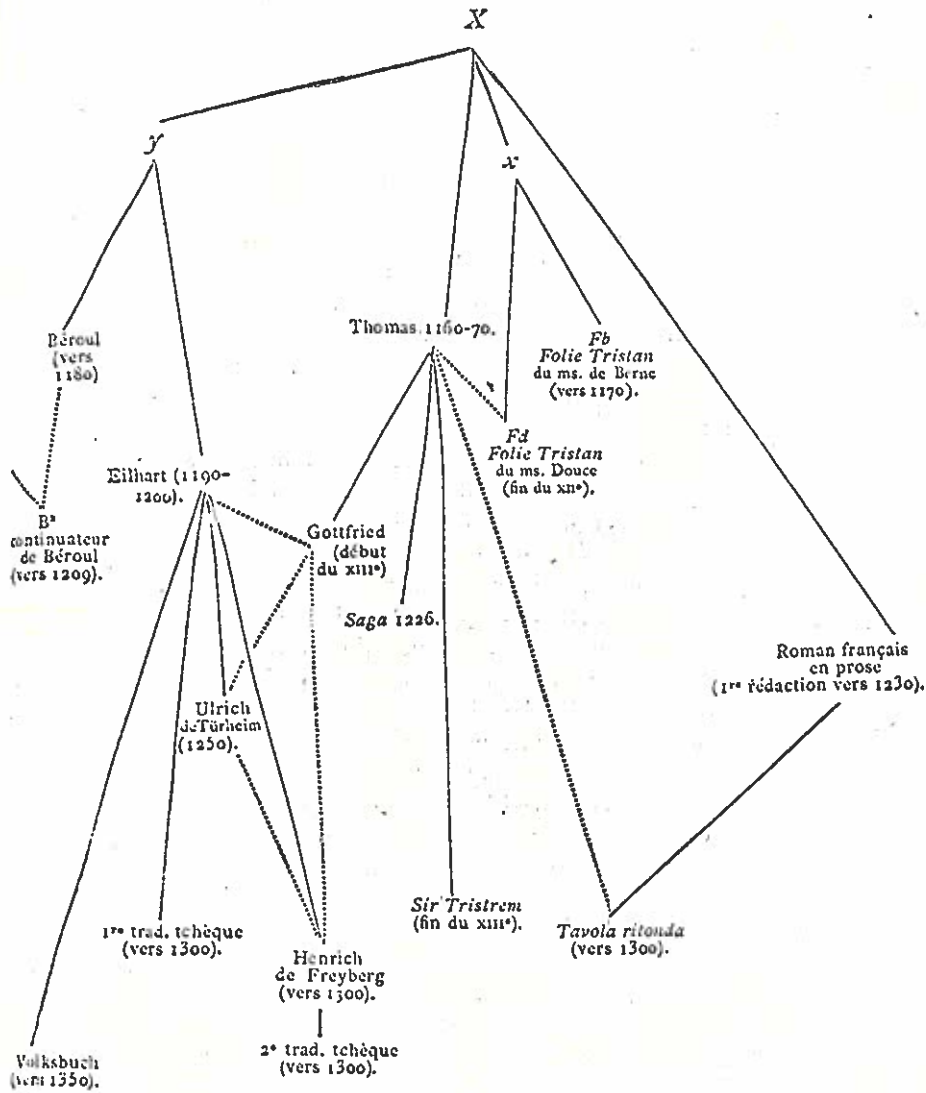 X
y
x
Béroul
(vers
1180)
Thomas. 1160-70.
Fb
Folie Tristan
du ms. de Berne
(vers 1170).
Fd
Folie Tristan
du ms. Douce
(fin du XIIe).
Eilhart (1190-
1200).
B²
continuateur
de Béroul
(vers 1209).
Gottfried
(début
du XIIIe)
Saga 1226.
Roman français
en prose
(1re rédaction vers 1230).
Ulrich
de Türheim
(1250).
1re trad. tchèque
(vers 1300).
Henrich
de Freyberg
(vers 1300).
Sir Tristrem
(fin du XIIIe).
Tavola ritonda
(vers 1300).
2e trad. tchèque
(vers 1300).
Volksbuch
(vers 1350).